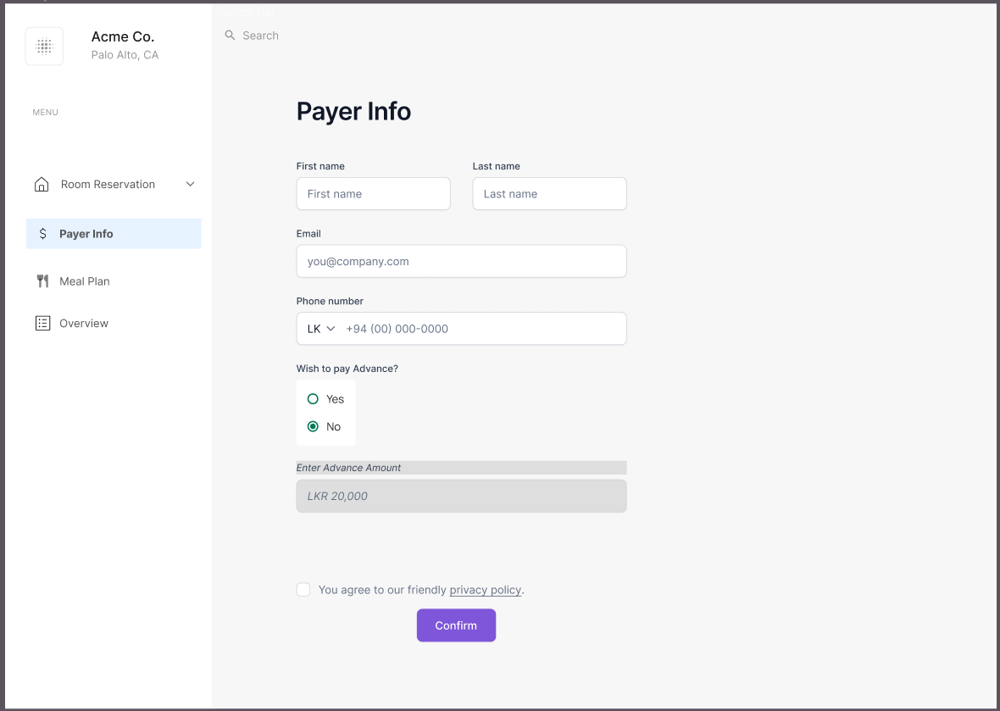 Acme Co.
Palo Alto, CA
Search
MENU
Room Reservation
$ Payer Info
Meal Plan
Overview
Payer Info
First name
Last name
First name
Last name
Email
you@company.com
Phone number
LK +94 (00) 000-0000
Wish to pay Advance?
Yes
No
Enter Advance Amount
LKR 20,000
You agree to our friendly privacy policy.
Confirm